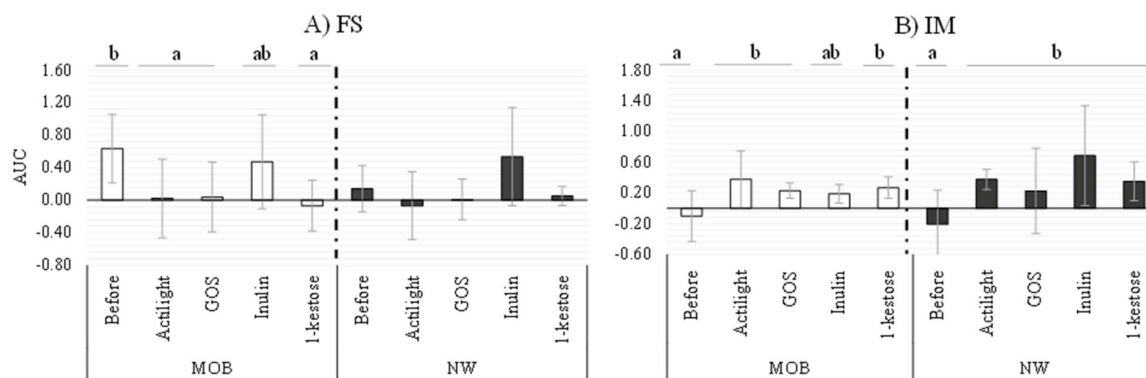 A) FS
b a ab a
1.60
1.20
0.80
0.40
0.00
-0.40
-0.80
AUC
Before Actilight GOS Inulin 1-kestose Before Actilight GOS Inulin 1-kestose
MOB NW
B) IM
a b ab b a b
1.80
1.40
1.00
0.60
0.20
-0.20
-0.60
Before Actilight GOS Inulin 1-kestose Before Actilight GOS Inulin 1-kestose
MOB NW